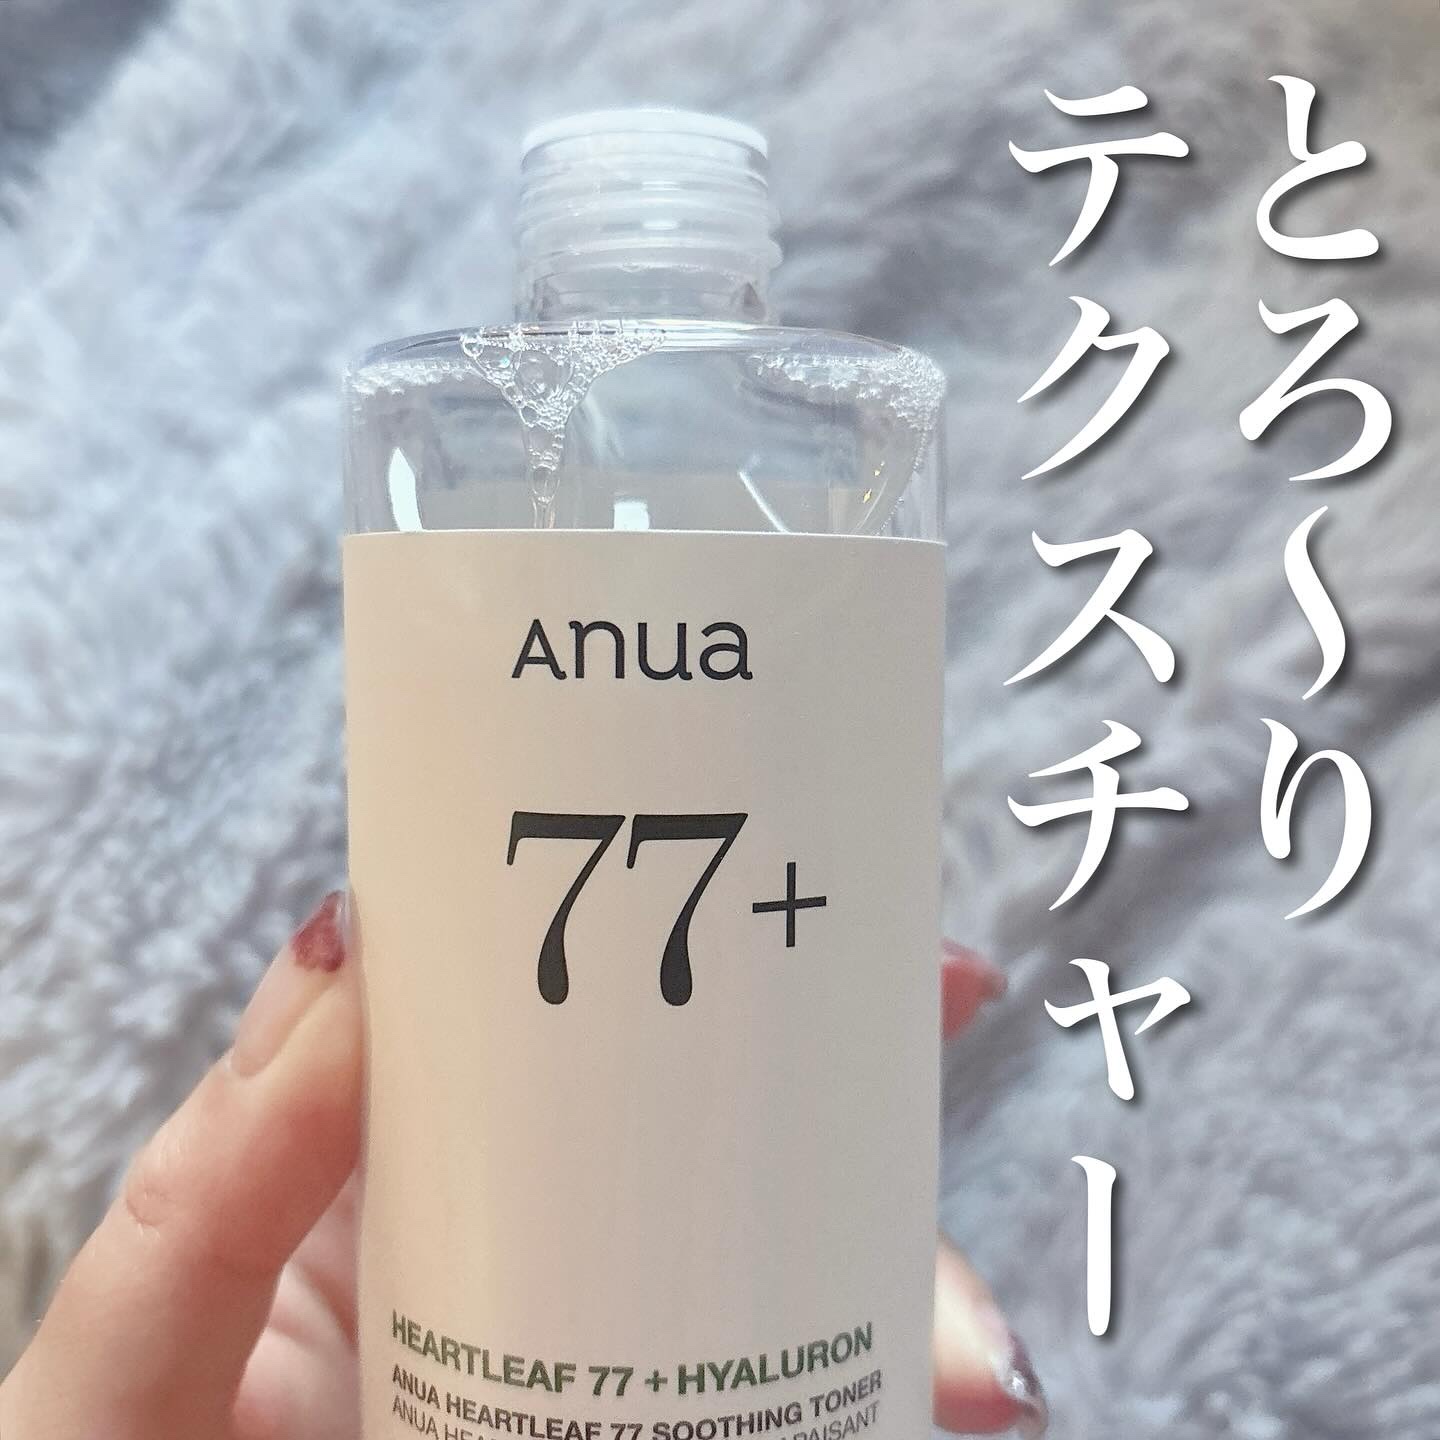 とろ～り
テクスチャー
Anua
77+
HEARTLEAF 77 + HYALURON
ANUA HEARTLEAF 77 SOOTHING TONER
ANUA